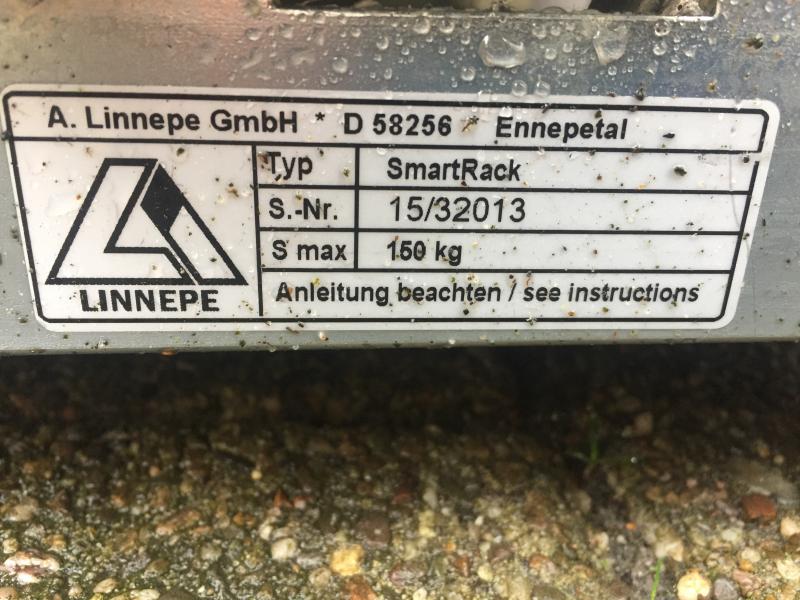 A. Linnepe GmbH * D 58256 * Ennepetal
Typ SmartRack
S.-Nr. 15/32013
S max 150 kg
LINNEPE
Anleitung beachten / see instructions